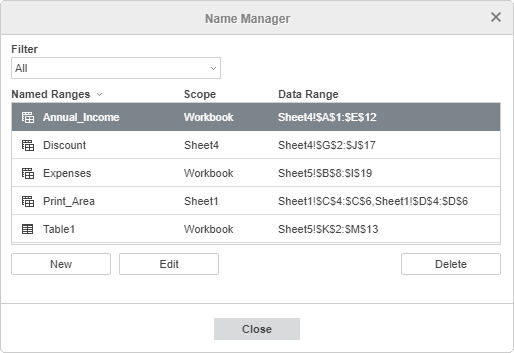 Name Manager
Filter
All
Named Ranges Scope Data Range
Annual_Income Workbook Sheet4!$A$1:$E$12
Discount Sheet4 Sheet4!$G$2:$J$17
Expenses Workbook Sheet5!$B$8:$I$19
Print_Area Sheet1 Sheet1!$C$4:$C$6,Sheet1!$D$4:$D$6
Table1 Workbook Sheet5!$K$2:$M$13
New Edit Delete
Close